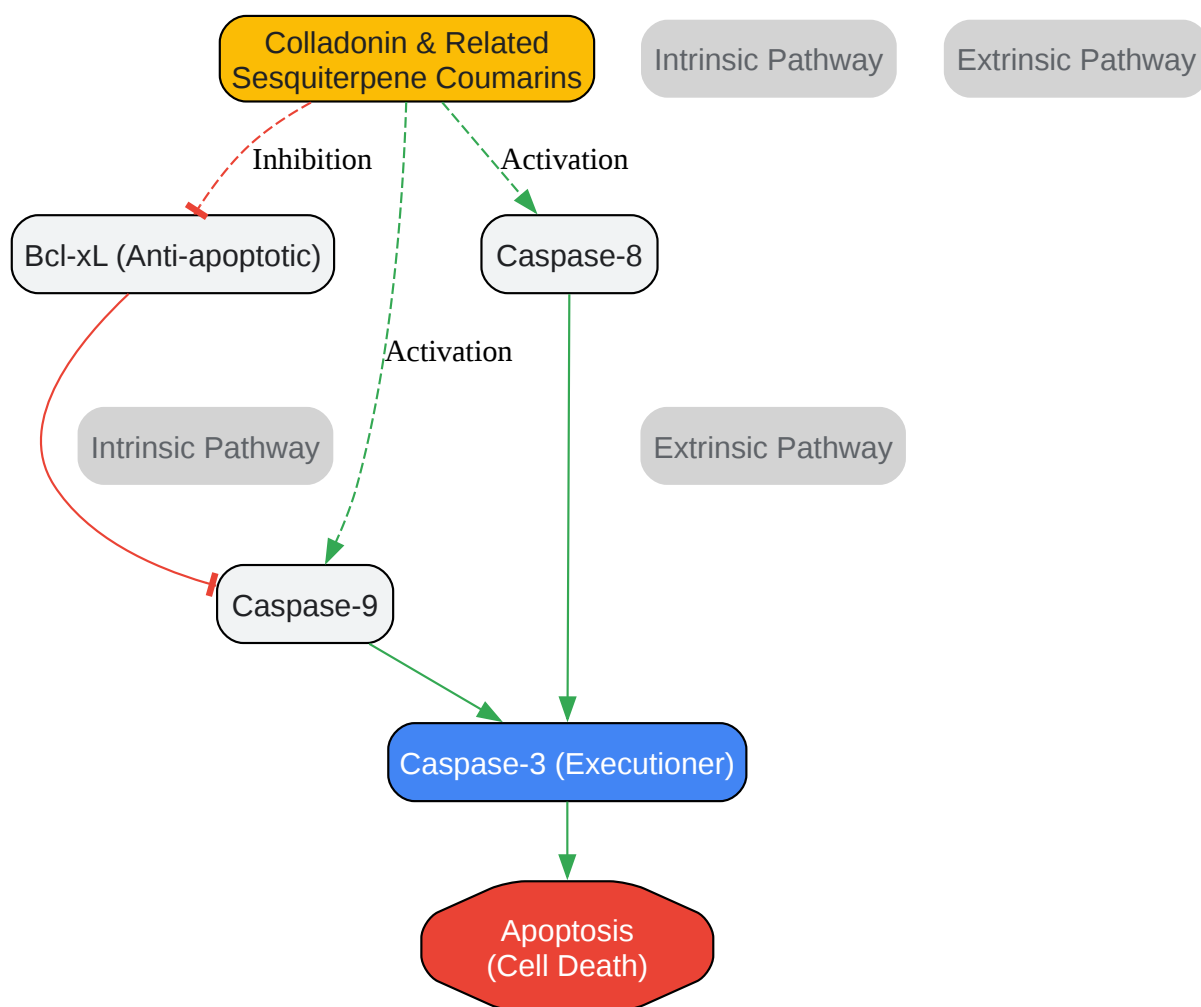 Colladonin & Related
Sesquiterpene Coumarins
Intrinsic Pathway
Extrinsic Pathway
Inhibition
Activation
Bcl-xL (Anti-apoptotic)
Caspase-8
Activation
Intrinsic Pathway
Extrinsic Pathway
Caspase-9
Caspase-3 (Executioner)
Apoptosis
(Cell Death)